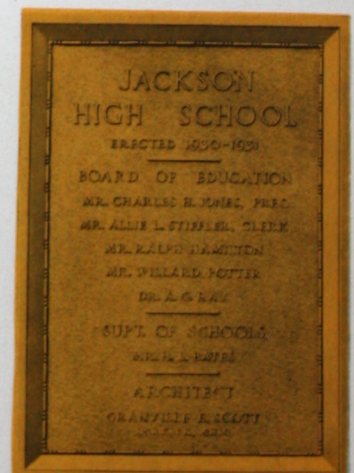 JACKSON
HIGH SCHOOL
ERECTED 1930-1931
BOARD OF EDUCATION
MR. CHARLES H. JONES, PRES.
MR. ALLIE L. STIFFLER, CLERK
MR. RALPH HAMILTON
MR. WILLARD POTTER
DR. A. G. RAY
SUPT. OF SCHOOLS
MR. H. L.
ARCHITECT
GRANVILLE E. SCOTT